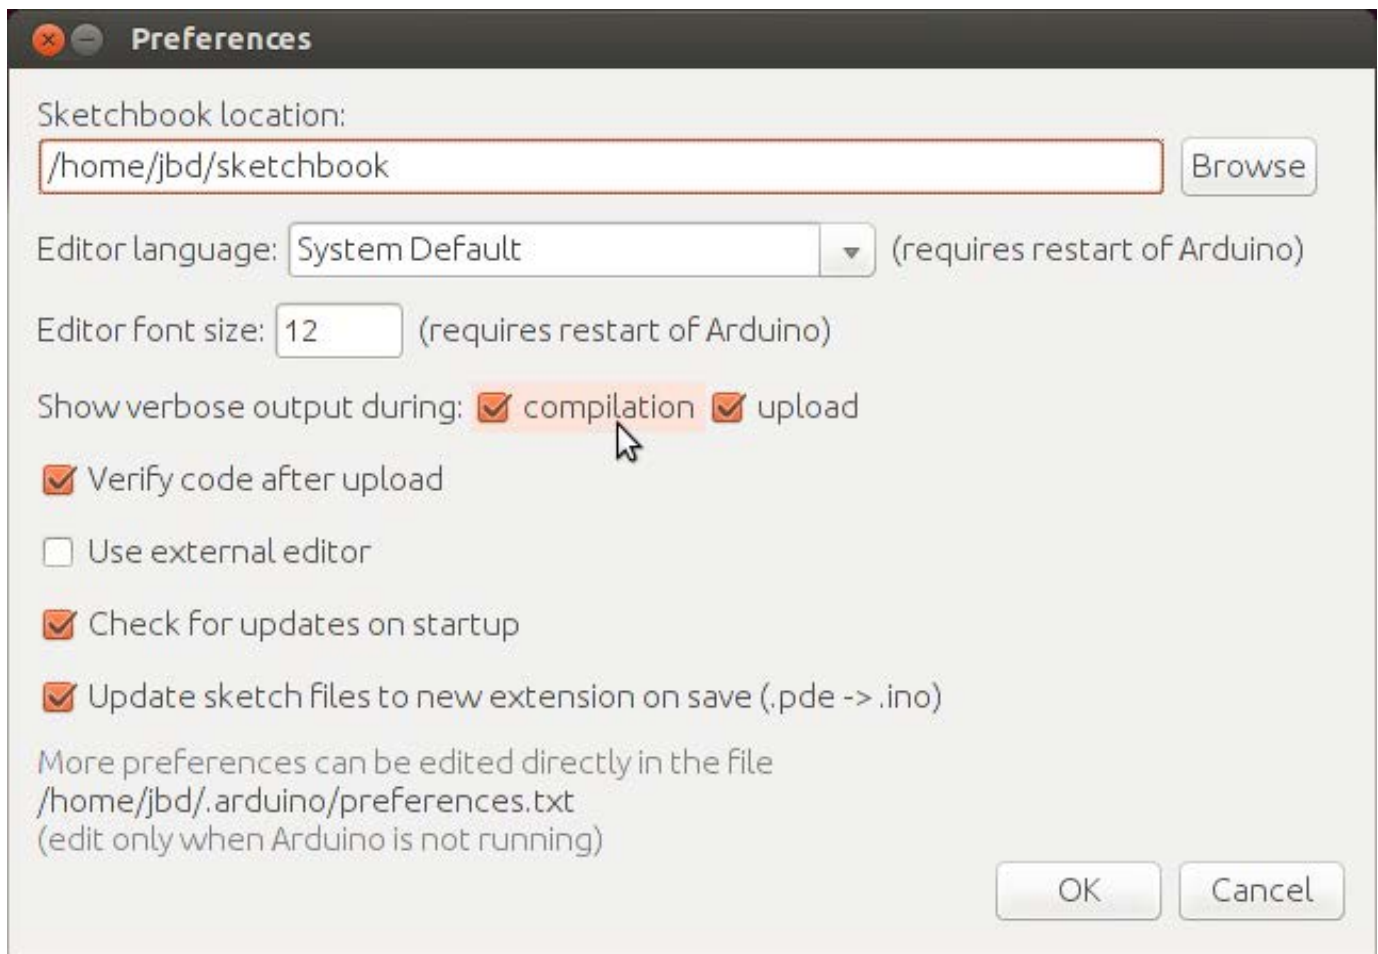 Preferences
Sketchbook location:
/home/jbd/sketchbook Browse
Editor language: System Default (requires restart of Arduino)
Editor font size: 12 (requires restart of Arduino)
Show verbose output during: compilation upload
Verify code after upload
Use external editor
Check for updates on startup
Update sketch files to new extension on save (.pde -> .ino)
More preferences can be edited directly in the file
/home/jbd/.arduino/preferences.txt
(edit only when Arduino is not running)
OK Cancel